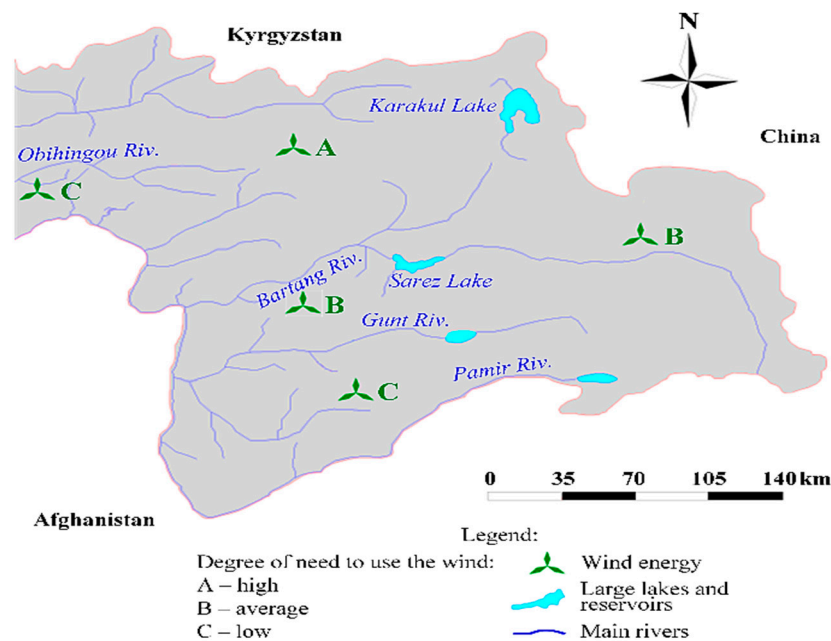 Kyrgyzstan
N
Karakul Lake
China
A
Obihingou Riv.
C
B
Bartang Riv.
Sarez Lake
B
Gunt Riv.
Pamir Riv.
C
0 35 70 105 140 km
Afghanistan
Legend:
Degree of need to use the wind:
Wind energy
A – high
Large lakes and
reservoirs
B – average
C – low
Main rivers